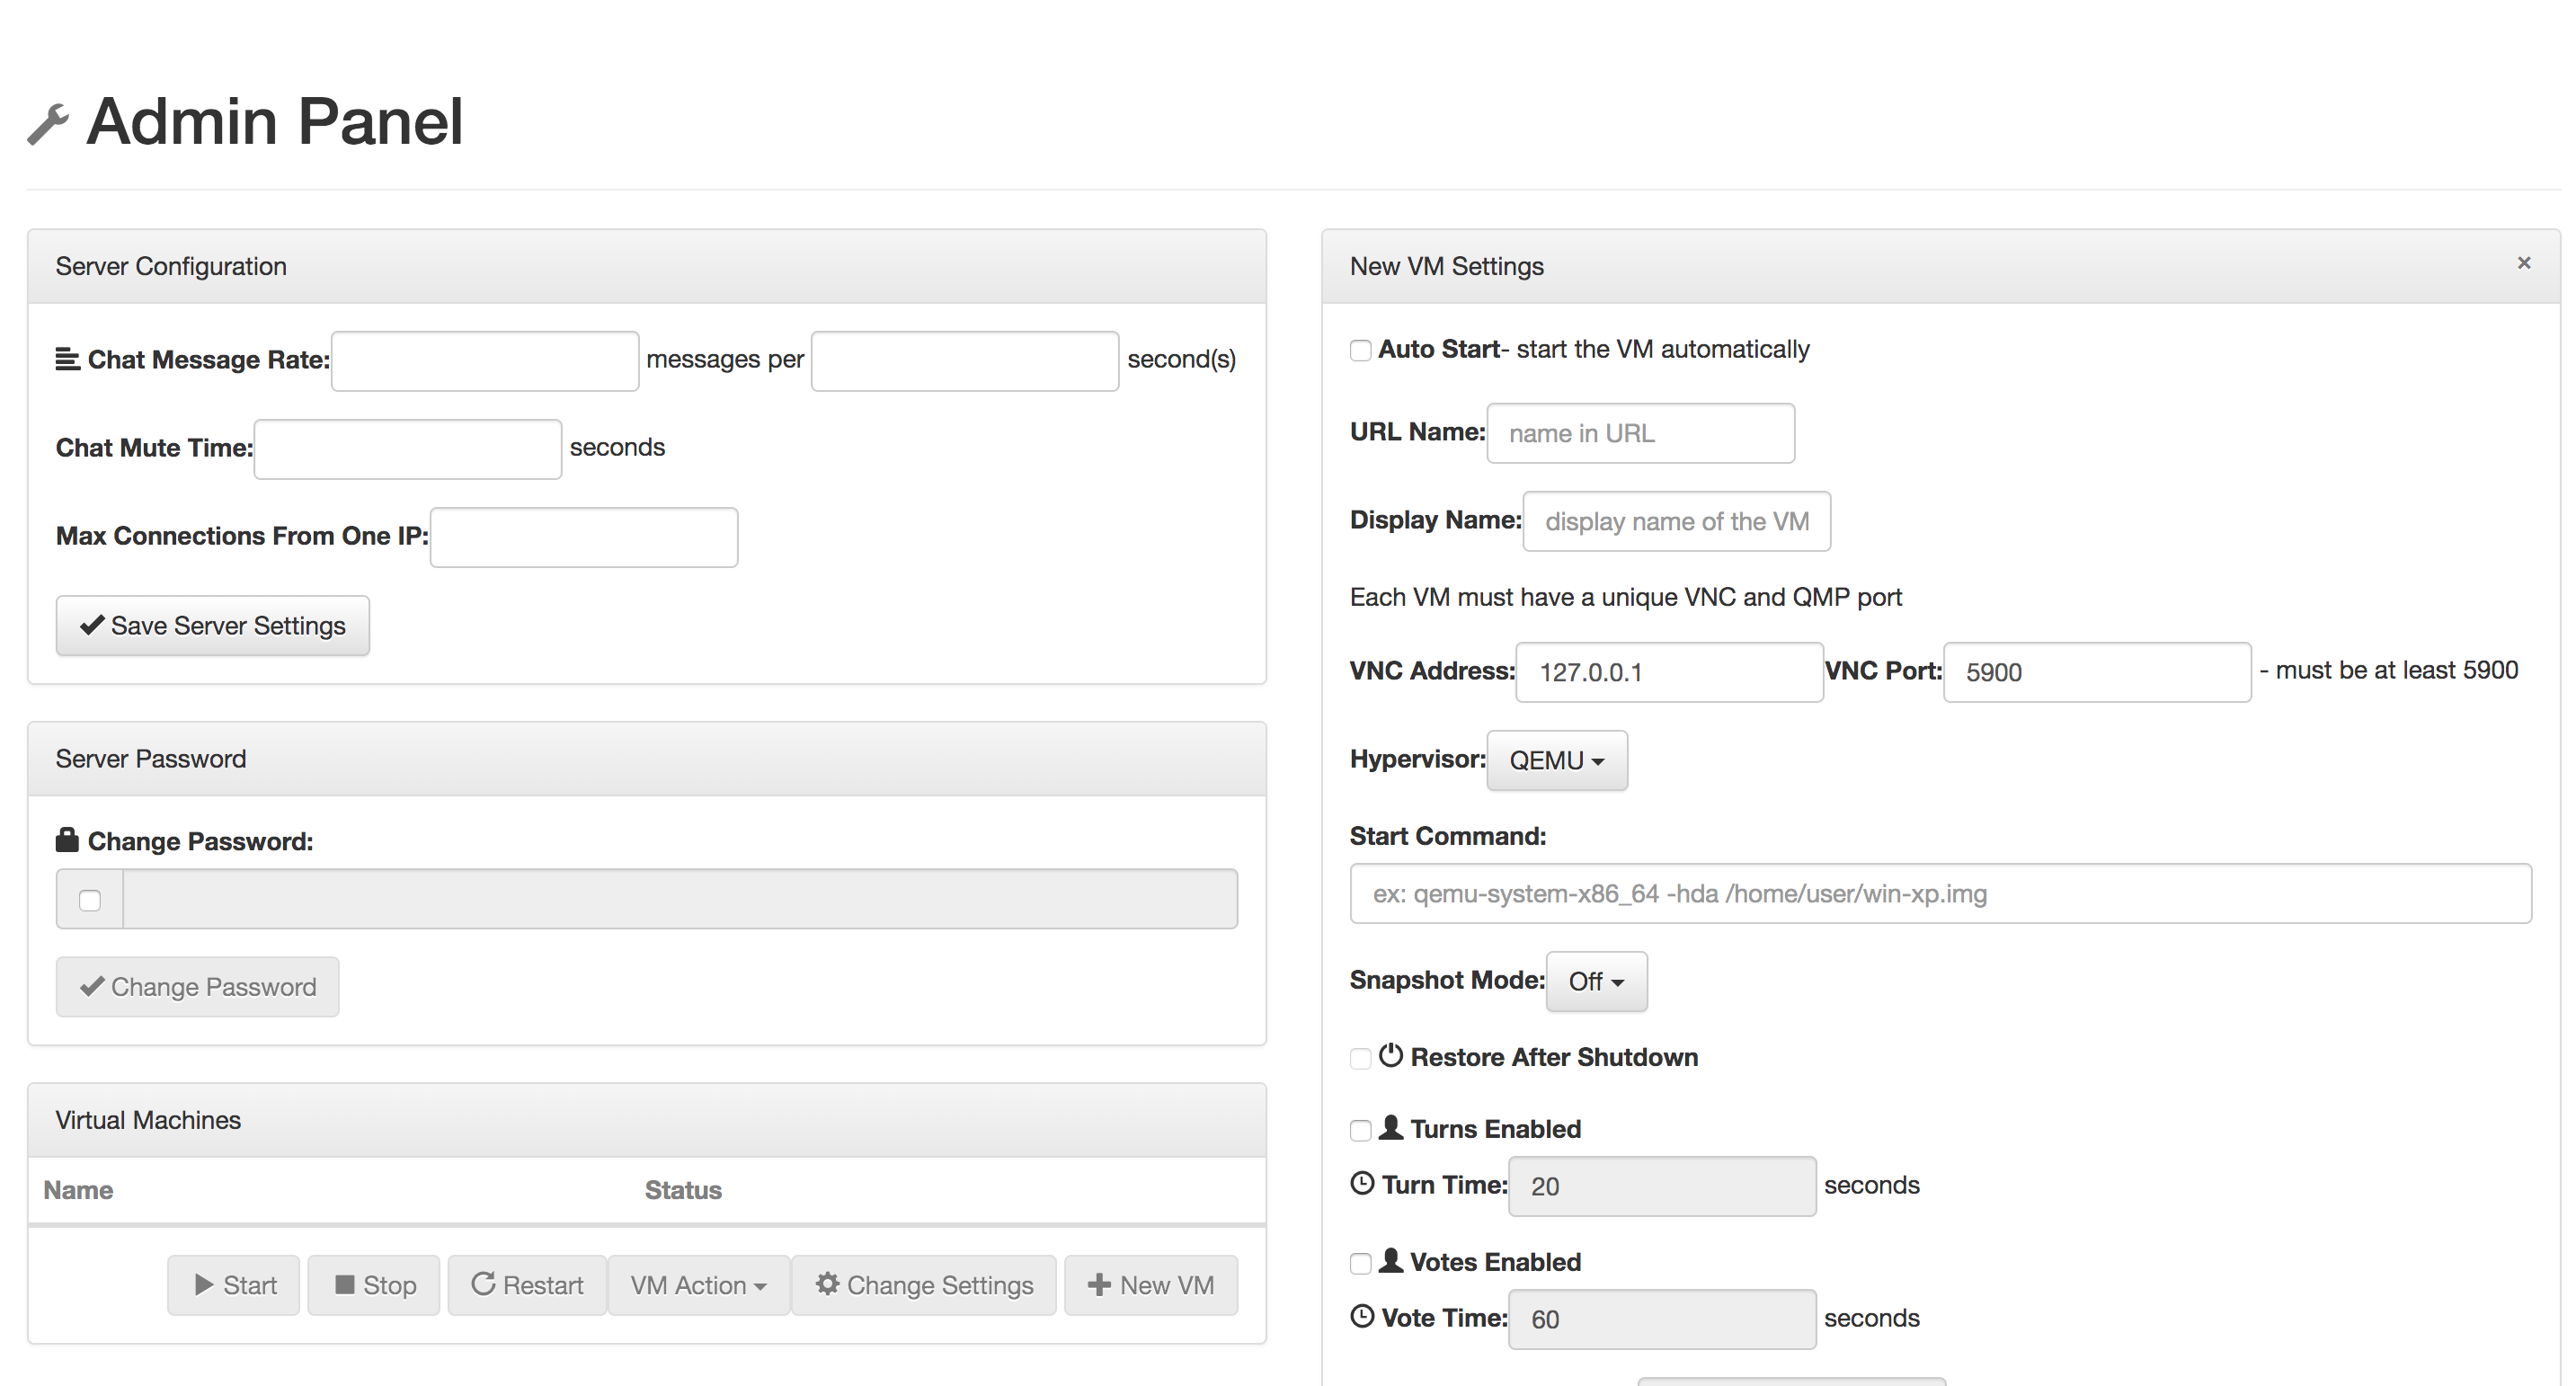 Admin Panel
Server Configuration
Chat Message Rate: messages per second(s)
Chat Mute Time: seconds
Max Connections From One IP:
Save Server Settings
Server Password
Change Password:
Change Password
Virtual Machines
Name Status
Start Stop Restart VM Action Change Settings New VM
New VM Settings ×
Auto Start- start the VM automatically
URL Name: name in URL
Display Name: display name of the VM
Each VM must have a unique VNC and QMP port
VNC Address: 127.0.0.1 VNC Port: 5900 - must be at least 5900
Hypervisor: QEMU
Start Command:
ex: qemu-system-x86_64 -hda /home/user/win-xp.img
Snapshot Mode: Off
Restore After Shutdown
Turns Enabled
Turn Time: 20 seconds
Votes Enabled
Vote Time: 60 seconds